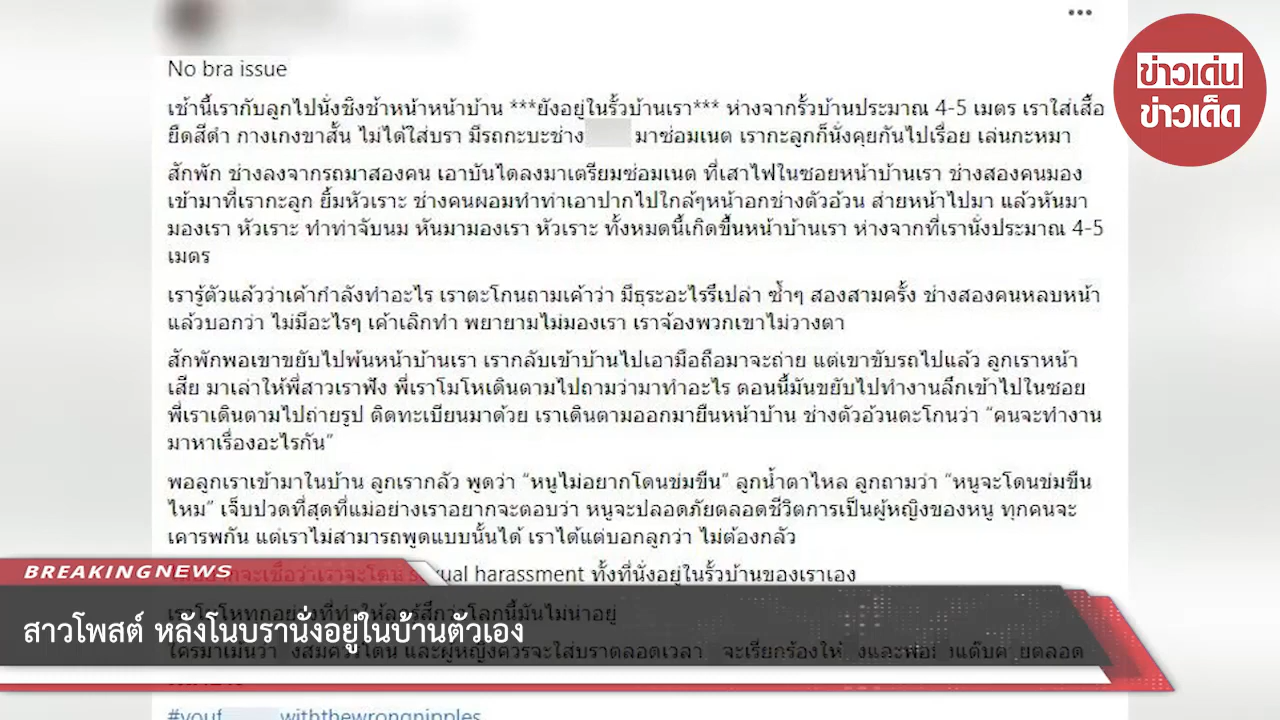 No bra issue
เช้านี้เรากับลูกไปนั่งชิงช้าหน้าหน้าบ้าน ***ยังอยู่ในรั้วบ้านเรา*** ห่างจากรั้วบ้านประมาณ 4-5 เมตร เราใส่เสื้อ
ยืดสีดำ กางเกงขาสั้น ไม่ได้ใส่บรา มีรถกะบะช่าง มาซ่อมเนต เรากะลูกก็นั่งคุยกันไปเรื่อย เล่นกะหมา
สักพัก ช่างลงจากรถมาสองคน เอาบันไดลงมาเตรียมซ่อมเนต ที่เสาไฟในซอยหน้าบ้านเรา ช่างสองคนมอง
เข้ามาที่เรากะลูก ยิ้มหัวเราะ ช่างคนผอมทำท่าเอาปากไปใกล้ๆหน้าอกช่างตัวอ้วน ส่ายหน้าไปมา แล้วหันมา
มองเรา หัวเราะ ทำท่าจับนม หันมามองเรา หัวเราะ ทั้งหมดนี้เกิดขึ้นหน้าบ้านเรา ห่างจากที่เรานั่งประมาณ 4-5
เมตร
เรารู้ตัวแล้วว่าเค้ากำลังทำอะไร เราตะโกนถามเค้าว่า มีธุระอะไรรึเปล่า ซ้ำๆ สองสามครั้ง ช่างสองคนหลบหน้า
แล้วบอกว่า ไม่มีอะไรๆ เค้าเลิกทำ พยายามไม่มองเรา เราจ้องพวกเขาไม่วางตา
สักพักพอเขาขยับไปพ้นหน้าบ้านเรา เรากลับเข้าบ้านไปเอามือถือมาจะถ่าย แต่เขาขับรถไปแล้ว ลูกเราหน้า
เสีย มาเล่าให้พี่สาวเราฟัง พี่เราโมโหเดินตามไปถามว่ามาทำอะไร ตอนนี้มันขยับไปทำงานลึกเข้าไปในซอย
พี่เราเดินตามไปถ่ายรูป ติดทะเบียนมาด้วย เราเดินตามออกมายืนหน้าบ้าน ช่างตัวอ้วนตะโกนว่า “คนจะทำงาน
มาหาเรื่องอะไรกัน”
พอลูกเราเข้ามาในบ้าน ลูกเรากลัว พูดว่า “หนูไม่อยากโดนข่มขืน” ลูกน้ำตาไหล ลูกถามว่า “หนูจะโดนข่มขืน
ไหม” เจ็บปวดที่สุดที่แม่อย่างเราอยากจะตอบว่า หนูจะปลอดภัยตลอดชีวิตการเป็นผู้หญิงของหนู ทุกคนจะ
เคารพกัน แต่เราไม่สามารถพูดแบบนั้นได้ เราได้แต่บอกลูกว่า ไม่ต้องกลัว
harassment ทั้งที่นั่งอยู่ในรั้วบ้านของเราเอง
BREAKING NEWS
สาวโพสต์ หลังโนบรานั่งอยู่ในบ้านตัวเอง
ข่าวเด่น
ข่าวเด็ด